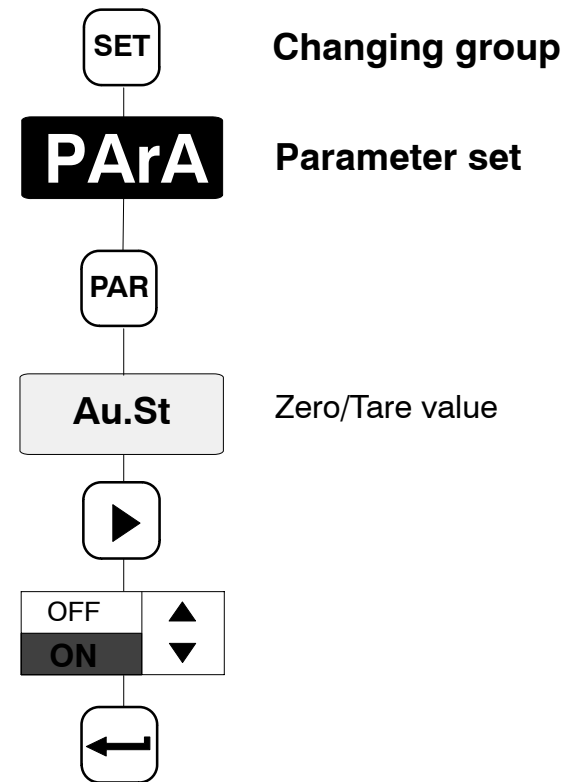 SET Changing group
PArA Parameter set
PAR
Au.St Zero/Tare value
OFF
ON